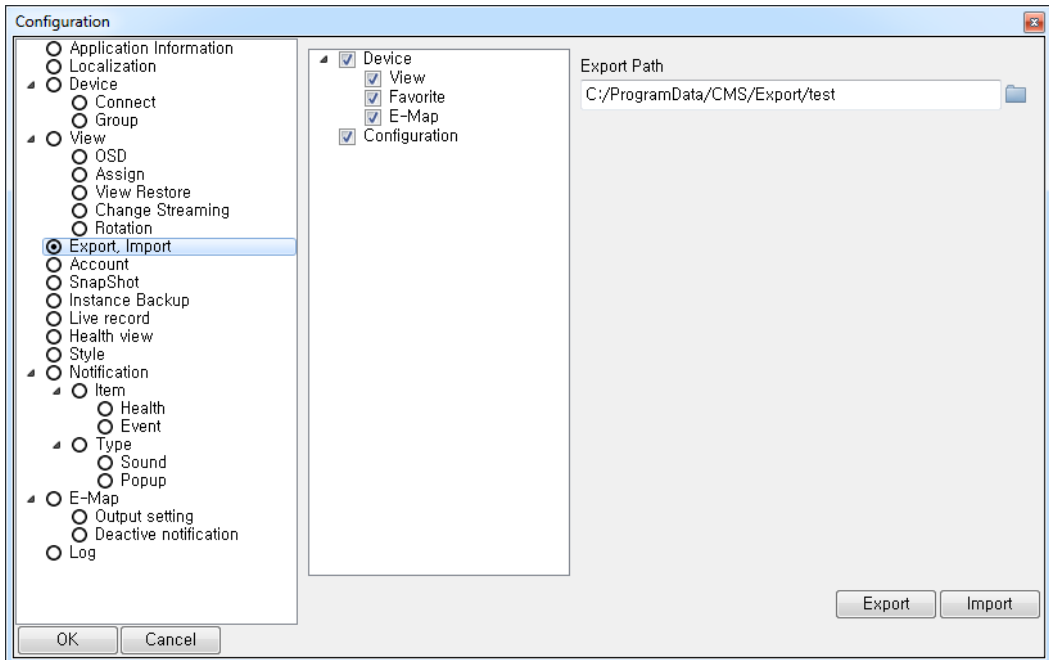 Configuration
Application Information
Localization
Device
Connect
Group
View
OSD
Assign
View Restore
Change Streaming
Rotation
Export, Import
Account
SnapShot
Instance Backup
Live record
Health view
Style
Notification
Item
Health
Event
Type
Sound
Popup
E-Map
Output setting
Deactive notification
Log
Device
View
Favorite
E-Map
Configuration
Export Path
C:/ProgramData/CMS/Export/test
Export
Import
OK
Cancel